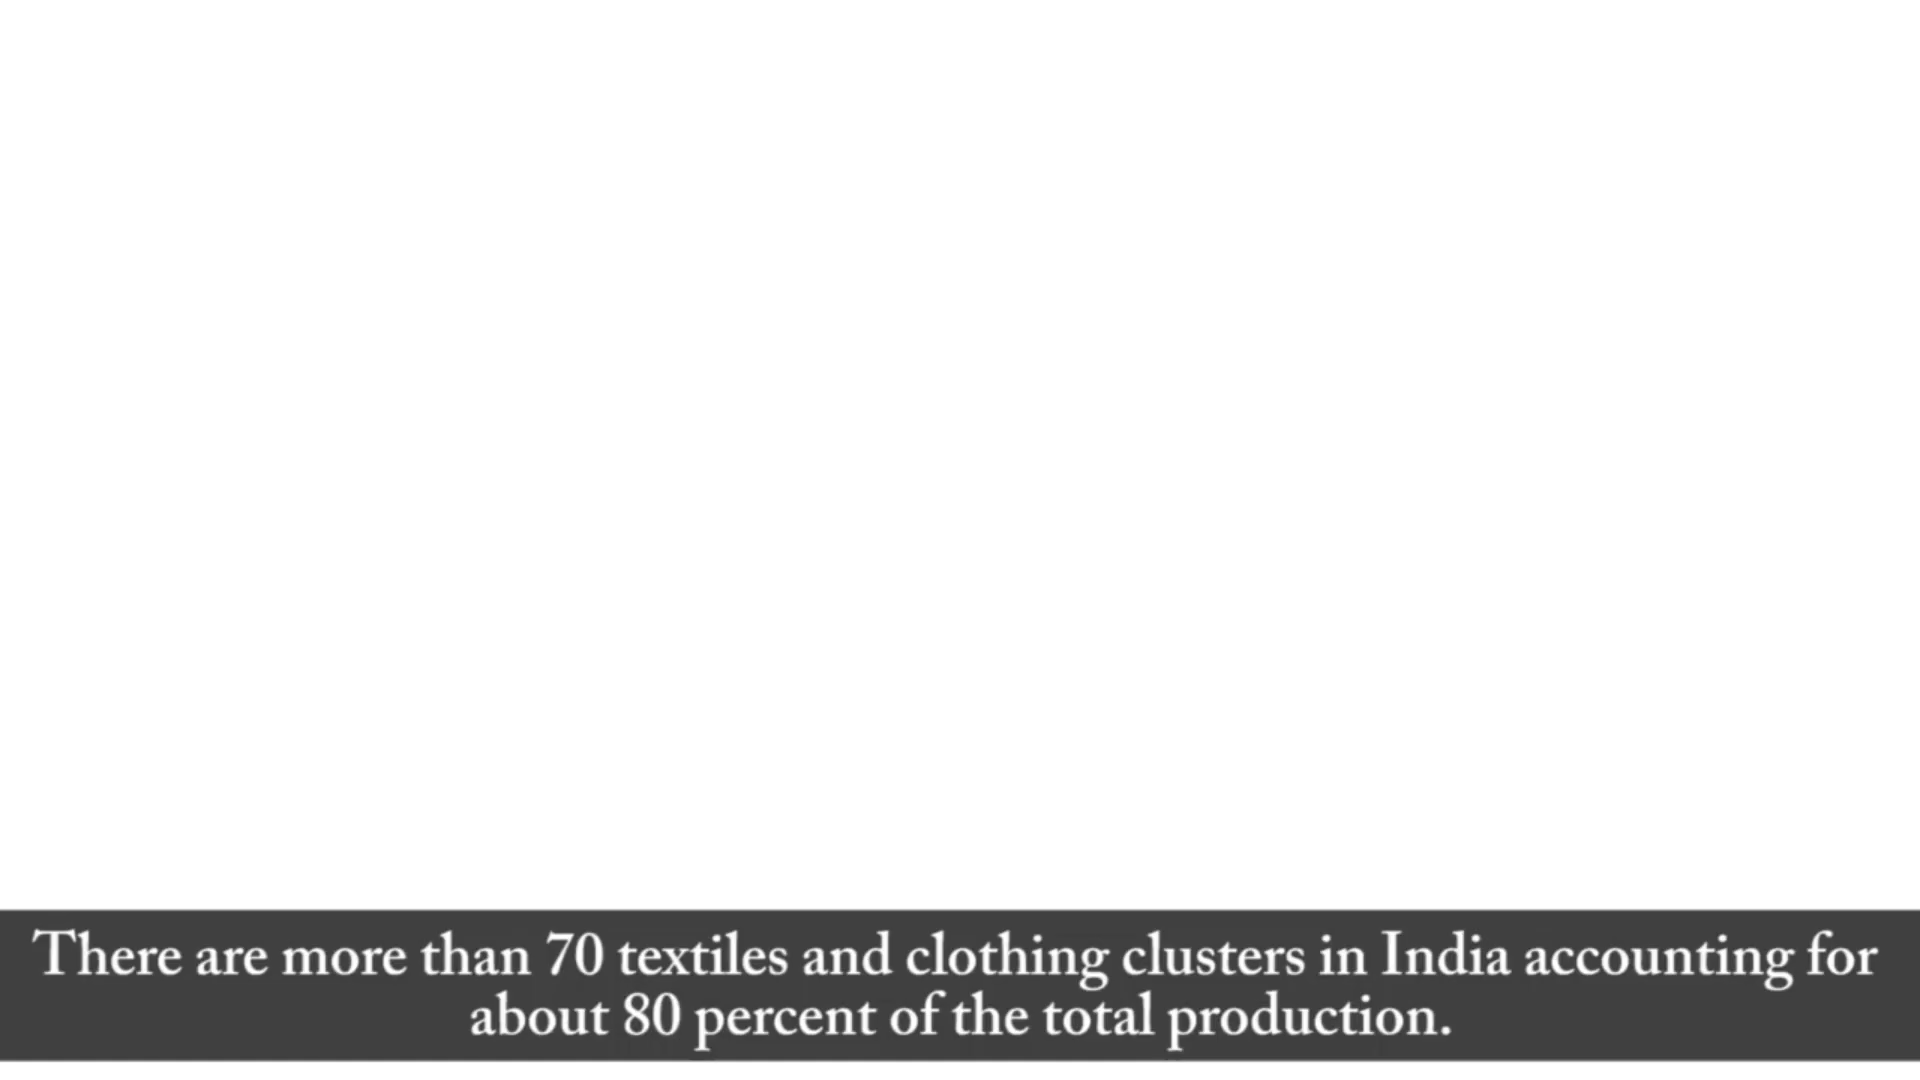 There are more than 70 textiles and clothing clusters in India accounting for
about 80 percent of the total production.